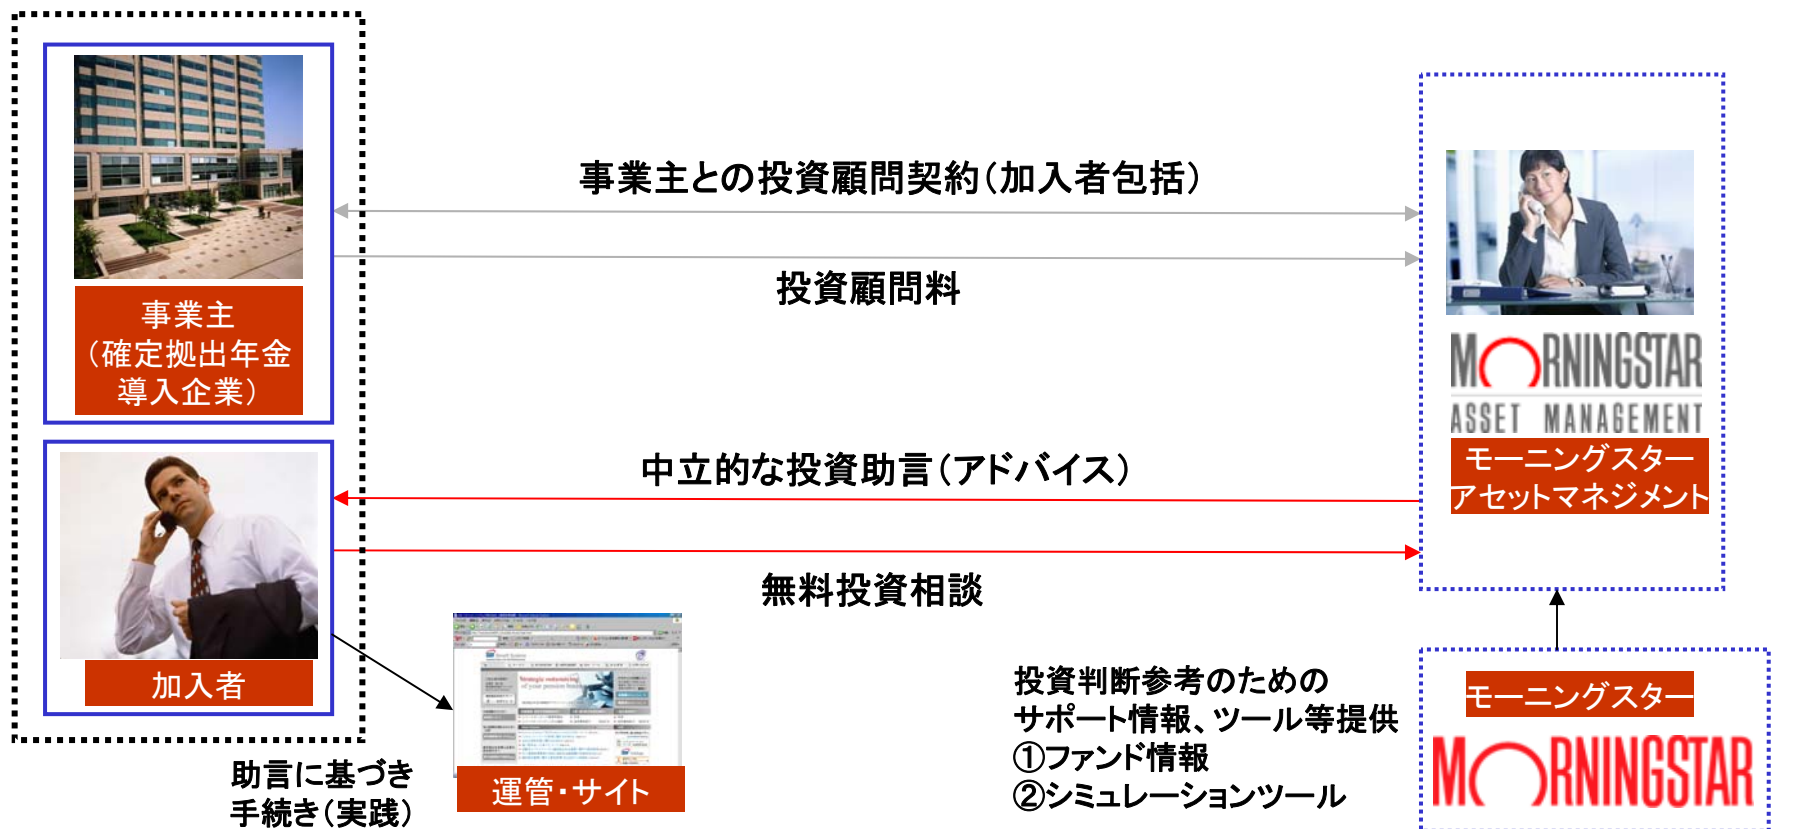 事業主との投資顧問契約（加入者包括）
投資顧問料
事業主
（確定拠出年金
導入企業）
MORNINGSTAR
ASSET MANAGEMENT
モーニングスター
アセットマネジメント
中立的な投資助言（アドバイス）
無料投資相談
加入者
Strategic outsourcing
of your pension
運管・サイト
助言に基づき
手続き（実践）
投資判断参考のための
サポート情報、ツール等提供
①ファンド情報
②シミュレーションツール
モーニングスター
MORNINGSTAR